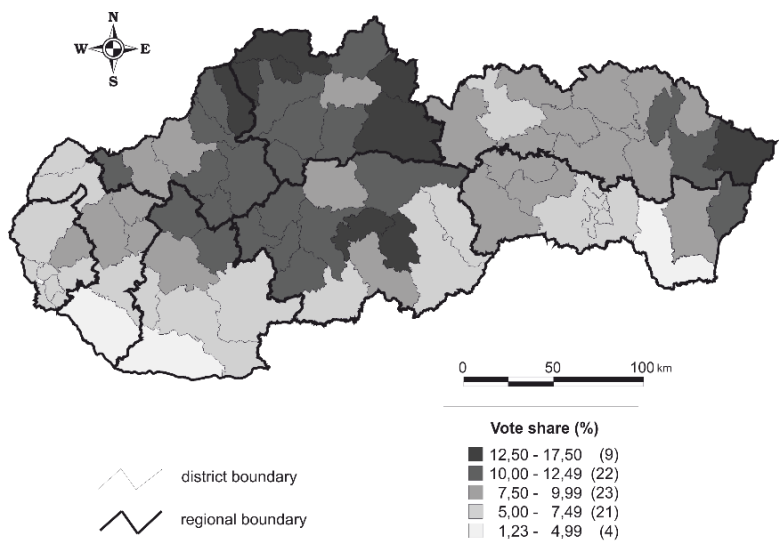 N
W E
S
0 50 100 km
Vote share (%)
12,50 - 17,50 (9)
10,00 - 12,49 (22)
7,50 - 9,99 (23)
5,00 - 7,49 (21)
1,23 - 4,99 (4)
district boundary
regional boundary